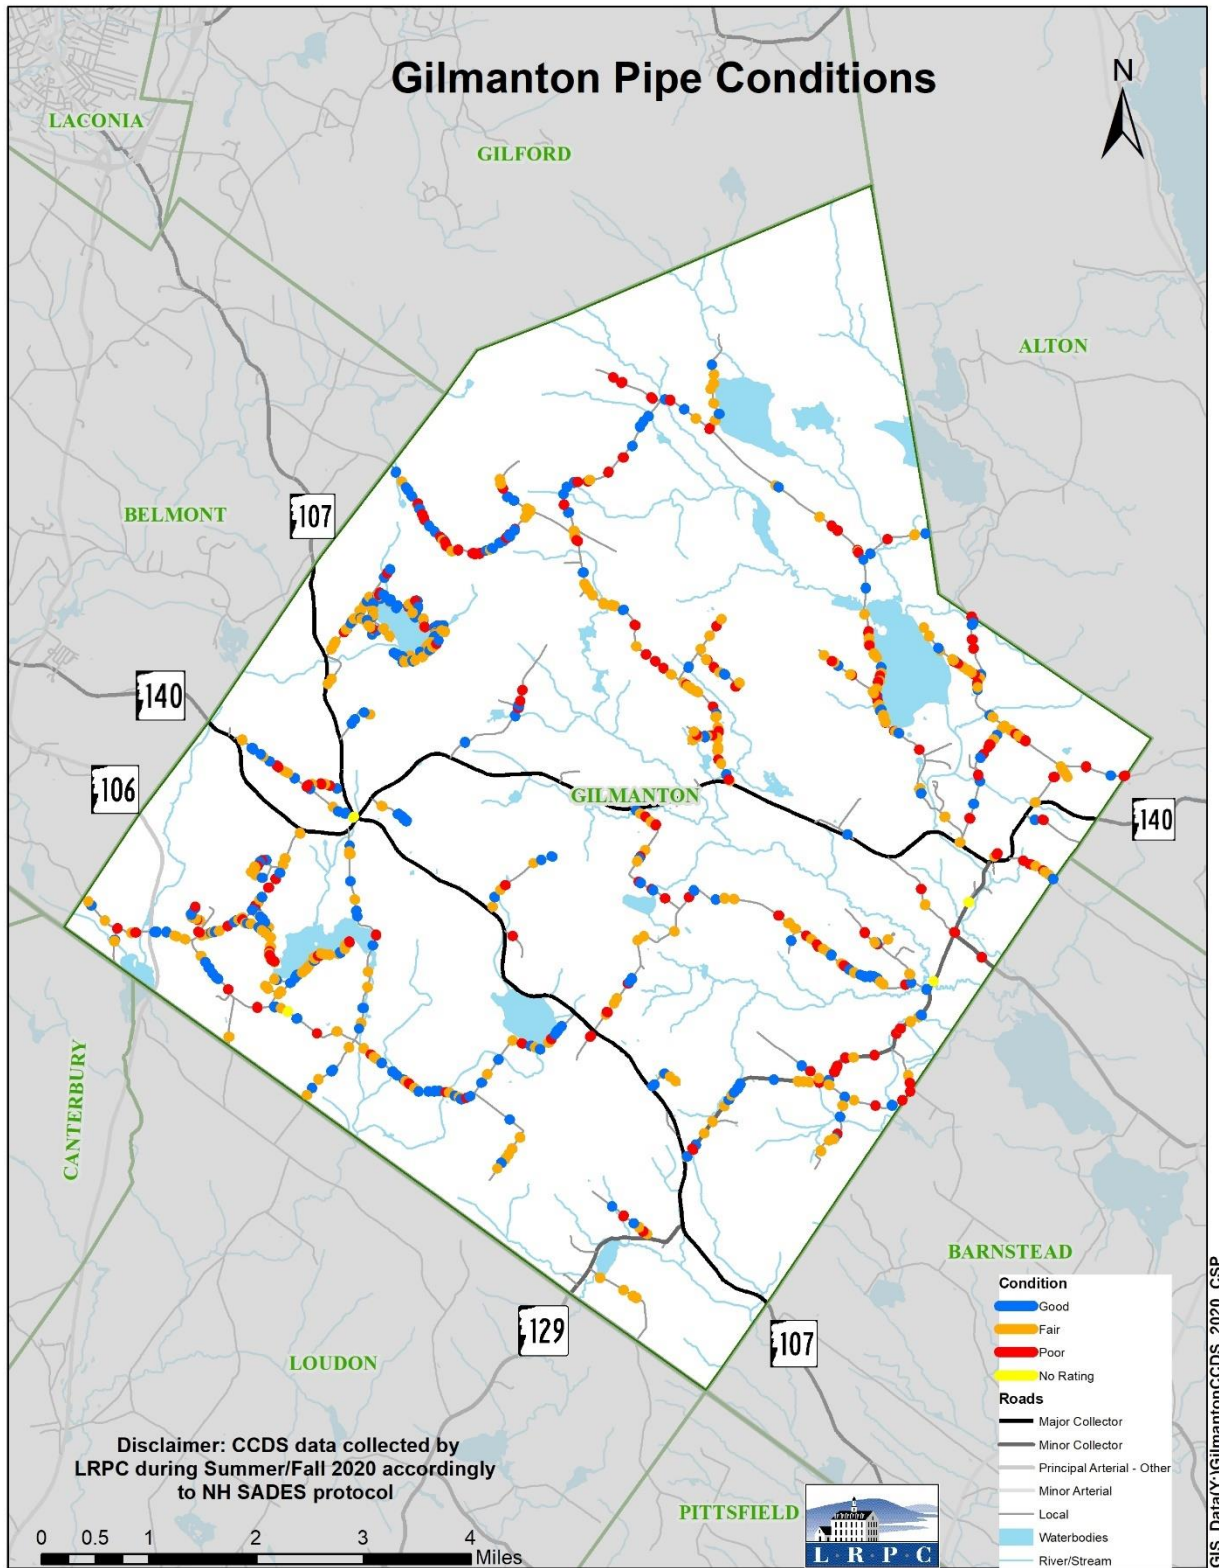 Gilmanton Pipe Conditions
N
LACONIA
GILFORD
ALTON
BELMONT
107
140
106
GILMANTON
140
CANTERBURY
BARNSTEAD
129
107
LOUDON
PITTSFIELD
Condition
Good
Fair
Poor
No Rating
Roads
Major Collector
Minor Collector
Principal Arterial - Other
Minor Arterial
Local
Waterbodies
River/Stream
Disclaimer: CCDS data collected by
LRPC during Summer/Fall 2020 accordingly
to NH SADES protocol
0 0.5 1 2 3 4
Miles
L·R·P·C